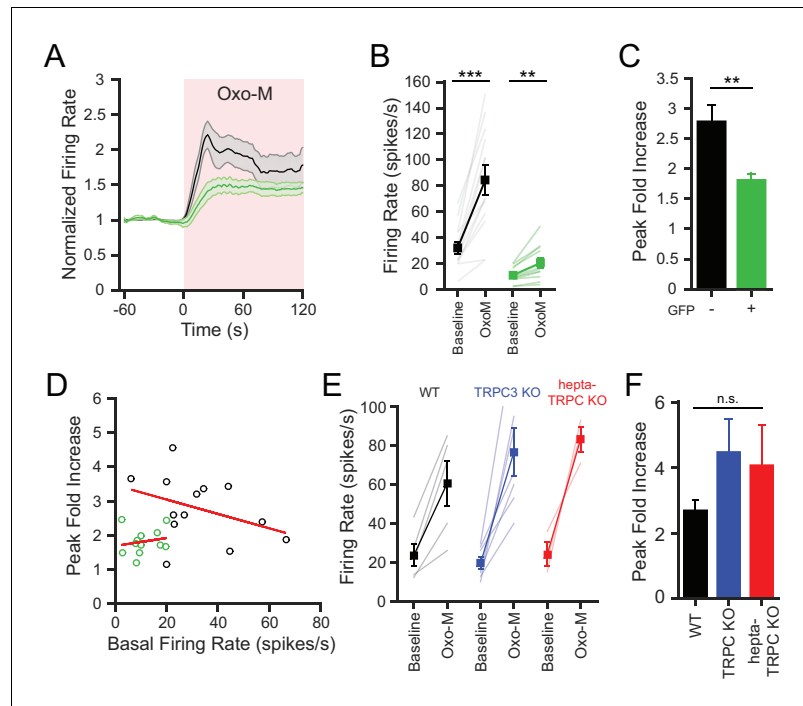 A
Oxo-M
Normalized Firing Rate
3
2.5
2
1.5
1
0.5
0
-60
0
60
120
Time (s)
B
***
**
Firing Rate (spikes/s)
160
140
120
100
80
60
40
20
0
Baseline
OxoM
Baseline
OxoM
C
**
Peak Fold Increase
3.5
3
2.5
2
1.5
1
0.5
0
GFP
-
+
D
Peak Fold Increase
6
5
4
3
2
1
0
0
20
40
60
80
Basal Firing Rate (spikes/s)
E
WT
TRPC3 KO
hepta-
TRPC KO
Firing Rate (spikes/s)
100
80
60
40
20
0
Baseline
Oxo-M
Baseline
Oxo-M
Baseline
Oxo-M
F
n.s.
Peak Fold Increase
6
4
2
0
WT
TRPC KO
hepta-
TRPC KO